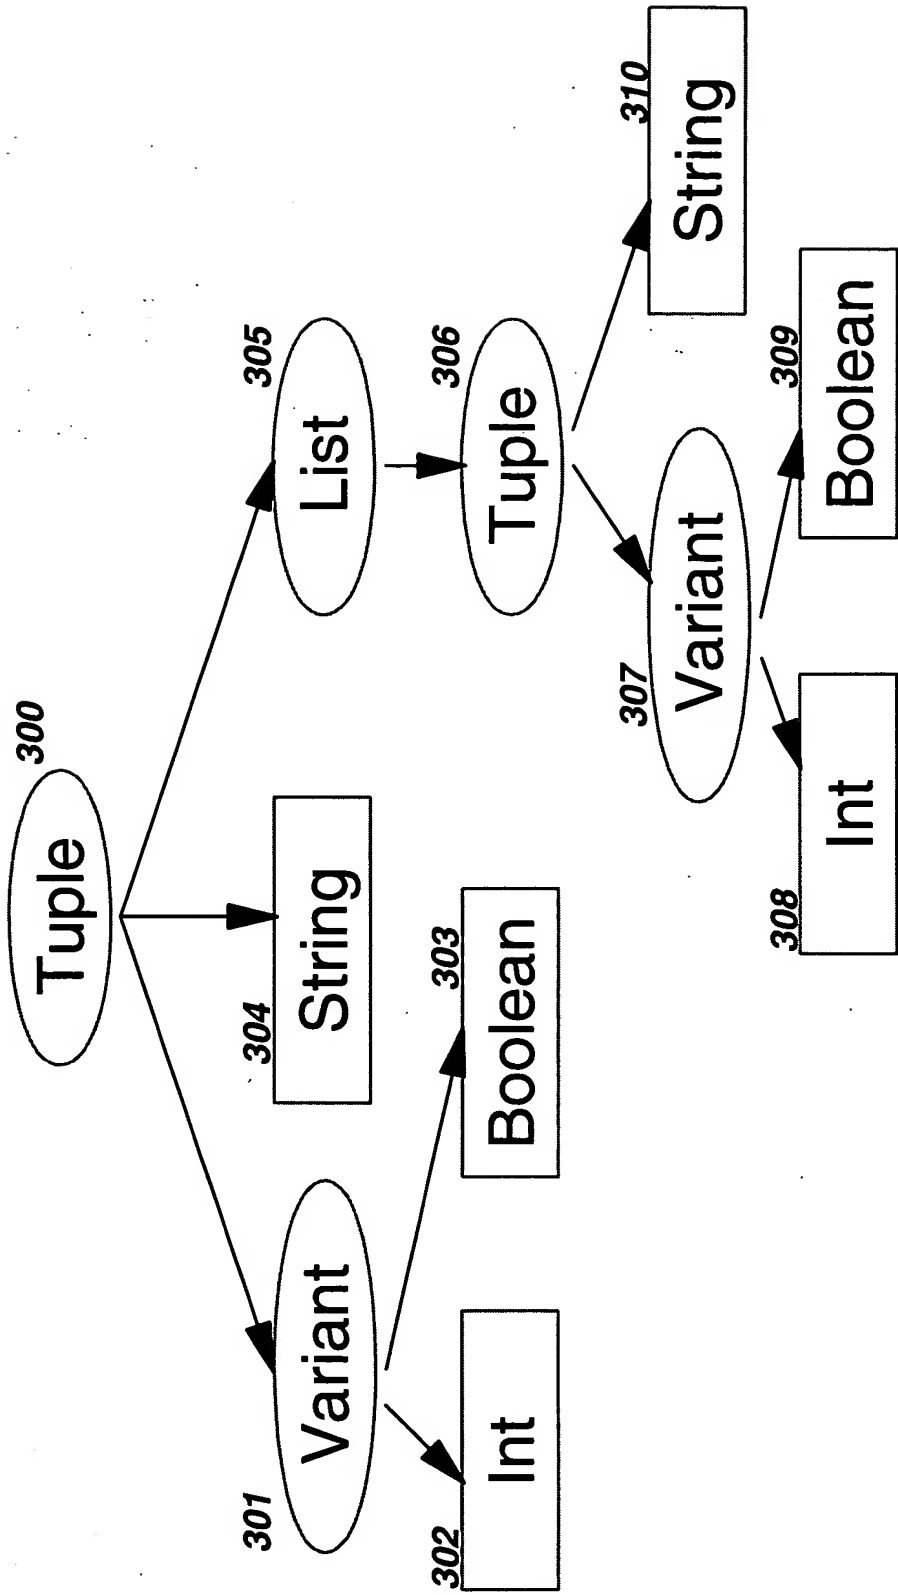 300
Tuple
301
Variant
304
String
305
List
302
Int
303
Boolean
306
Tuple
307
Variant
310
String
308
Int
309
Boolean